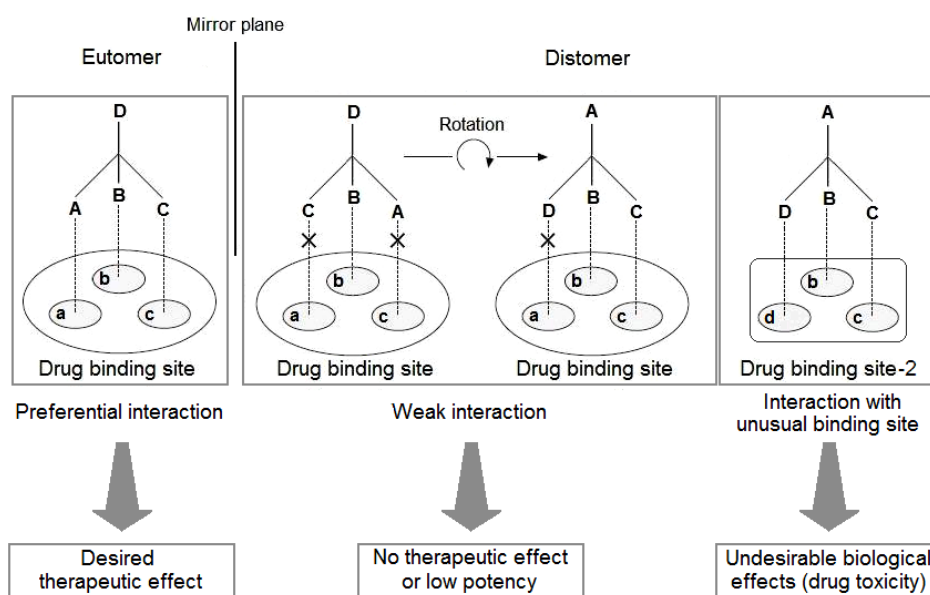 Mirror plane
Eutomer
Distomer
D
A
B
C
b
a
c
Drug binding site
D
C
B
A
b
a
c
Drug binding site
Rotation
A
D
B
C
b
a
c
Drug binding site
A
D
B
C
b
d
c
Drug binding site-2
Preferential interaction
Weak interaction
Interaction with
unusual binding site
Desired
therapeutic effect
No therapeutic effect
or low potency
Undesirable biological
effects (drug toxicity)